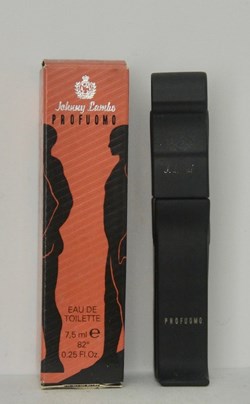 Johnny Lambs
PROFUOMO
EAU DE
TOILETTE
7,5 ml e
82°
0.25 Fl.Oz.
PROFUOMO